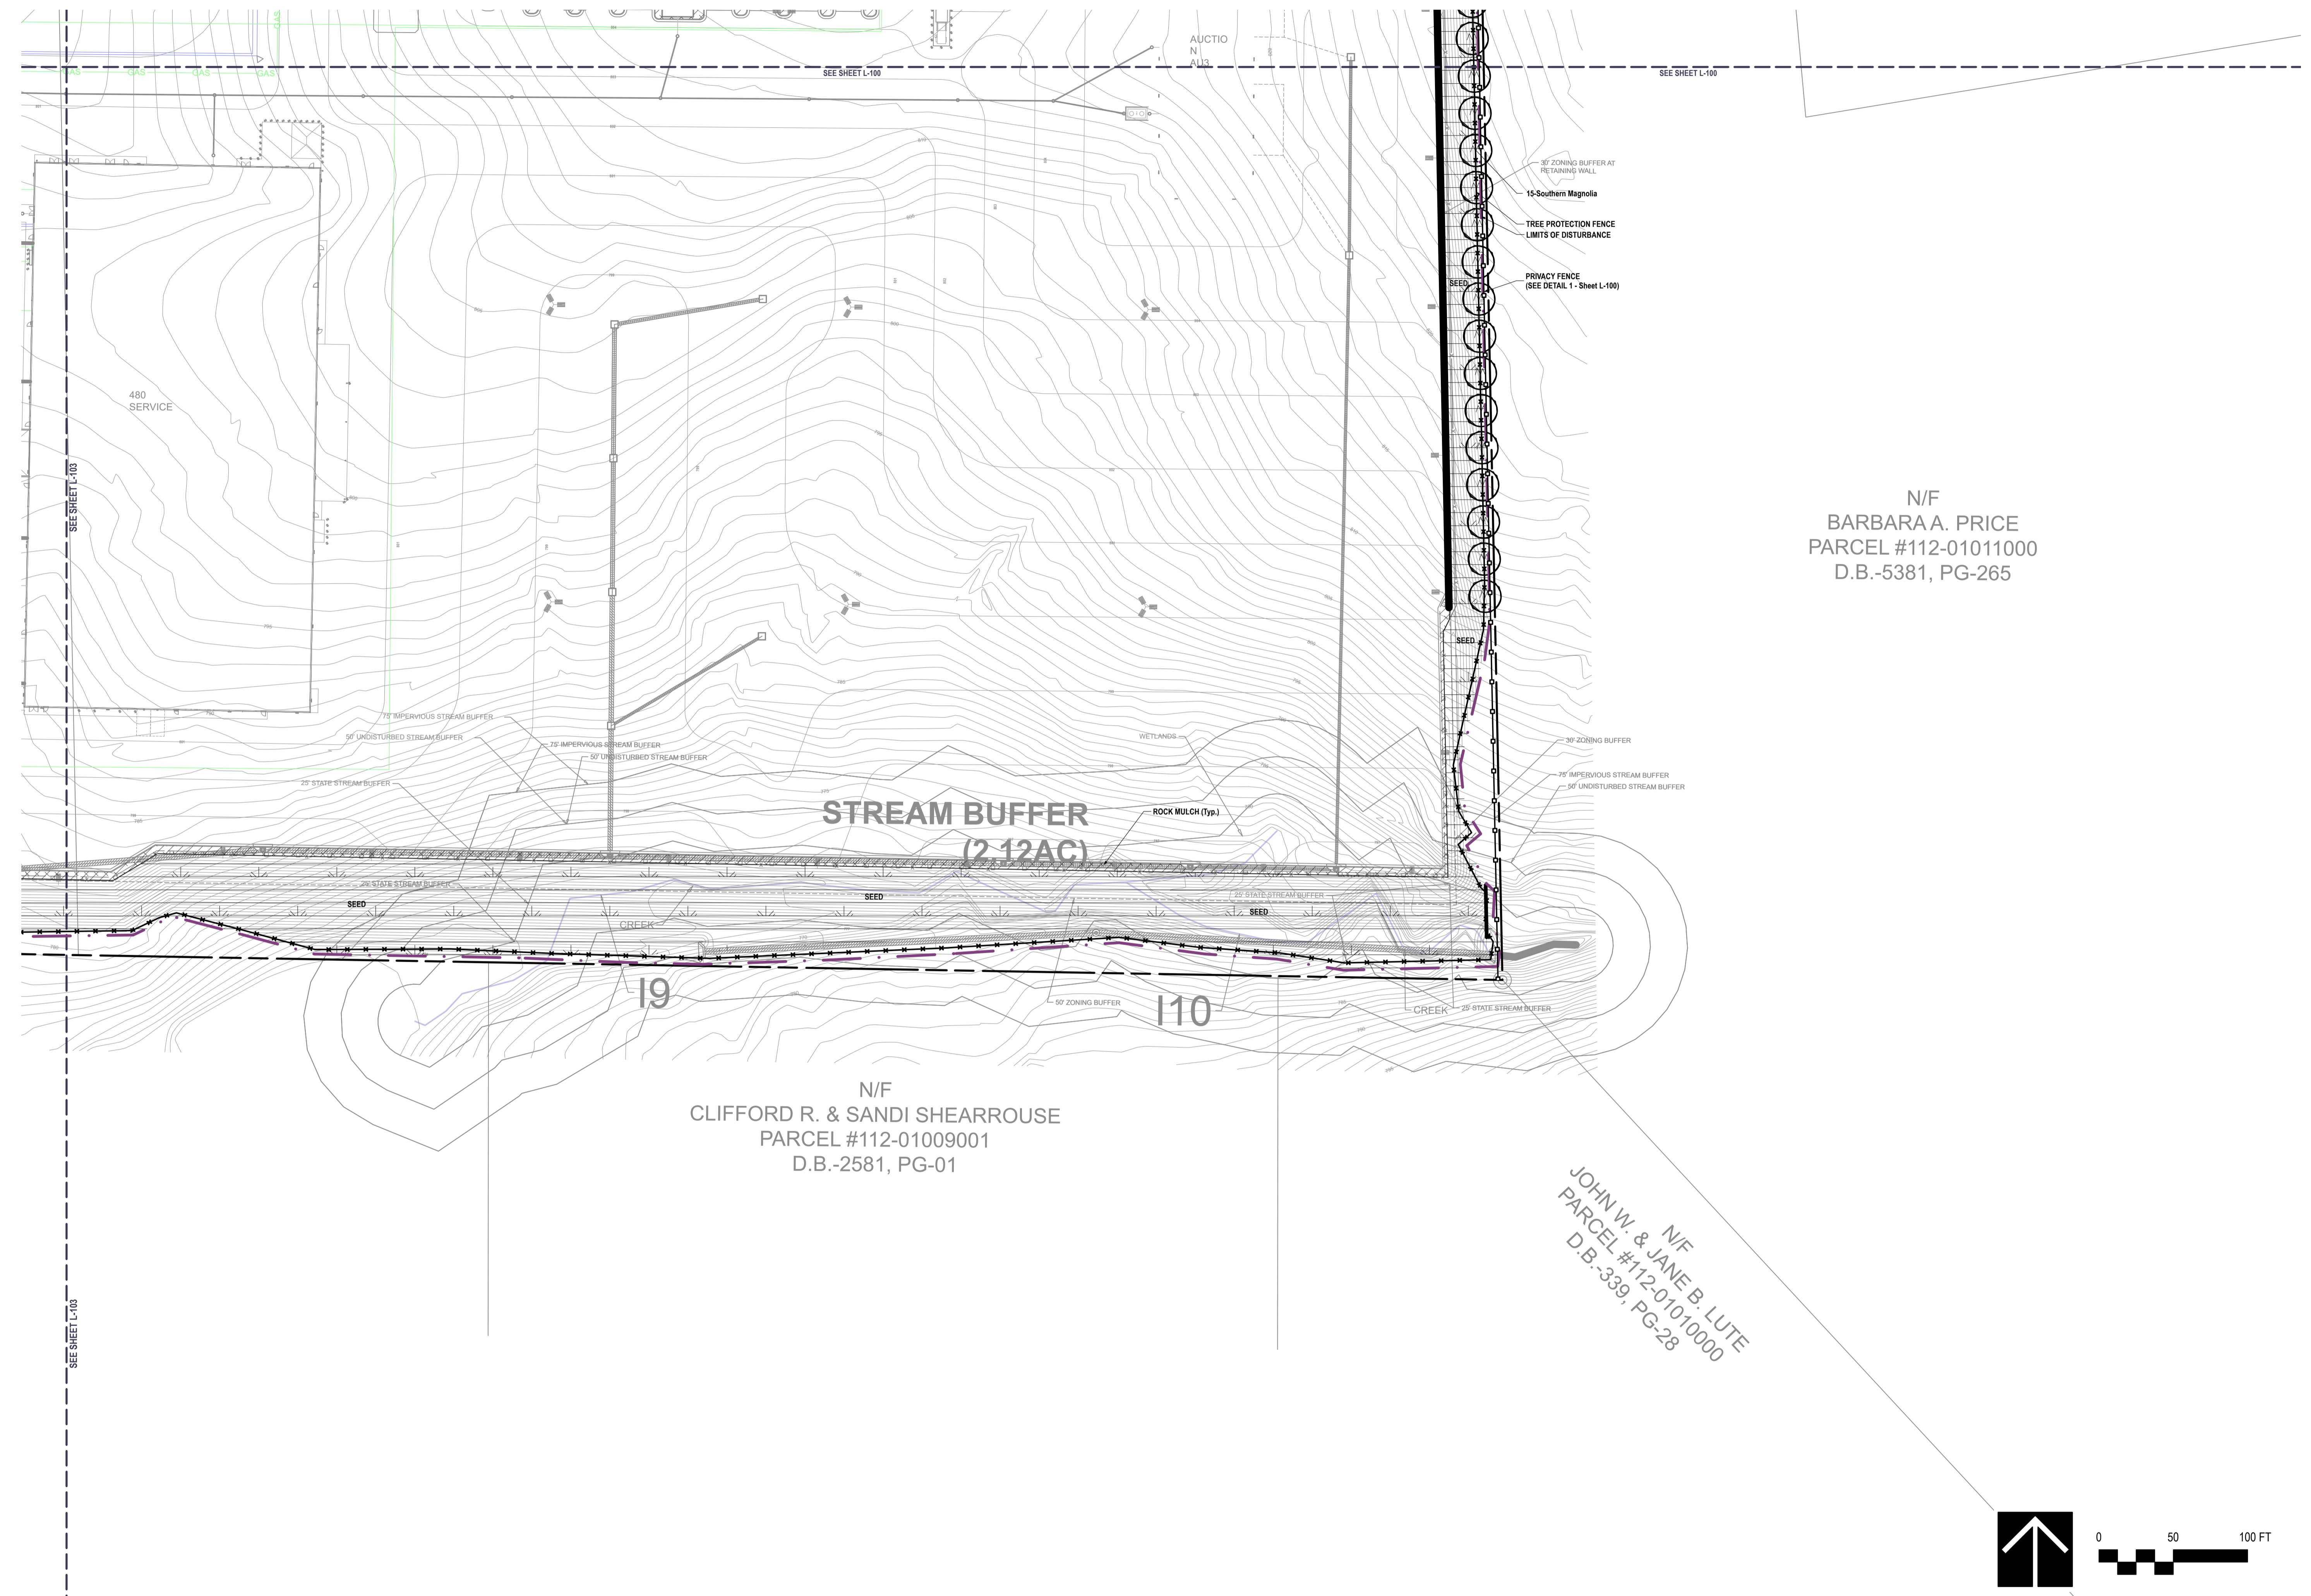 AUCTIO
N
AU3
GAS
GAS
GAS
GAS
GAS
SEE SHEET L-100
SEE SHEET L-100
30' ZONING BUFFER AT
RETAINING WALL
15-Southern Magnolia
TREE PROTECTION FENCE
LIMITS OF DISTURBANCE
PRIVACY FENCE
(SEE DETAIL 1 - Sheet L-100)
SEED
480
SERVICE
SEE SHEET L-103
N/F
BARBARA A. PRICE
PARCEL #112-01011000
D.B.-5381, PG-265
SEED
75' IMPERVIOUS STREAM BUFFER
50' UNDISTURBED STREAM BUFFER
75' IMPERVIOUS STREAM BUFFER
50' UNDISTURBED STREAM BUFFER
25' STATE STREAM BUFFER
WETLANDS
30' ZONING BUFFER
75' IMPERVIOUS STREAM BUFFER
50' UNDISTURBED STREAM BUFFER
STREAM BUFFER
(2.12AC)
ROCK MULCH (Typ.)
25' STATE STREAM BUFFER
SEED
SEED
25' STATE STREAM BUFFER
SEED
CREEK
I9
50' ZONING BUFFER
I10
CREEK
25' STATE STREAM BUFFER
N/F
CLIFFORD R. & SANDI SHEARROUSE
PARCEL #112-01009001
D.B.-2581, PG-01
N/F
JOHN W. & JANE B. LUTE
PARCEL #112-01010000
D.B.-339, PG-28
SEE SHEET L-103
0 50 100 FT